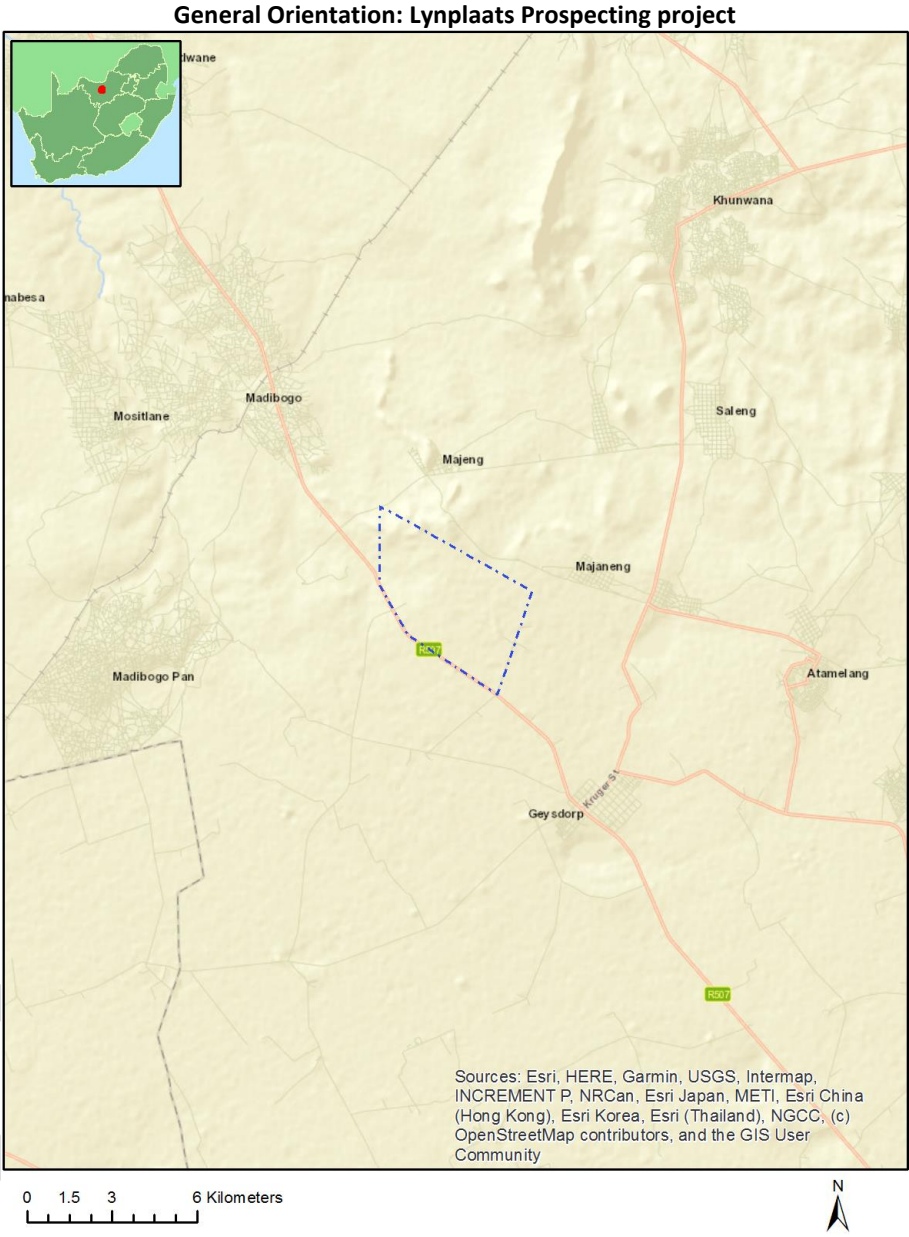 General Orientation: Lynplaats Prospecting project
Khunwana
Madibogo
Mositlane
Saleng
Majeng
Majaneng
Madibogo Pan
Atamelang
Kruger St
Geysdorp
R507
Sources: Esri, HERE, Garmin, USGS, Intermap,
INCREMENT P, NRCan, Esri Japan, METI, Esri China
(Hong Kong), Esri Korea, Esri (Thailand), NGCC, (c)
OpenStreetMap contributors, and the GIS User
Community
0 1.5 3 6 Kilometers
N